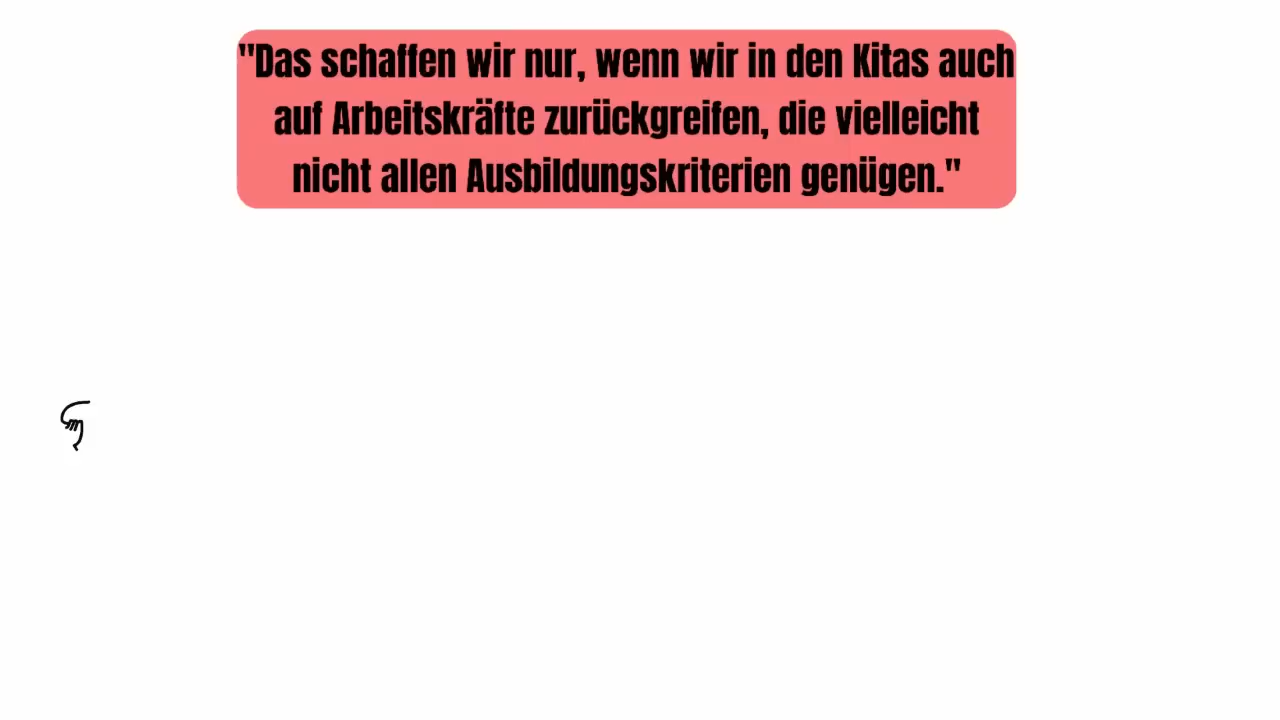 "Das schaffen wir nur, wenn wir in den Kitas auch
auf Arbeitskräfte zurückgreifen, die vielleicht
nicht allen Ausbildungskriterien genügen."